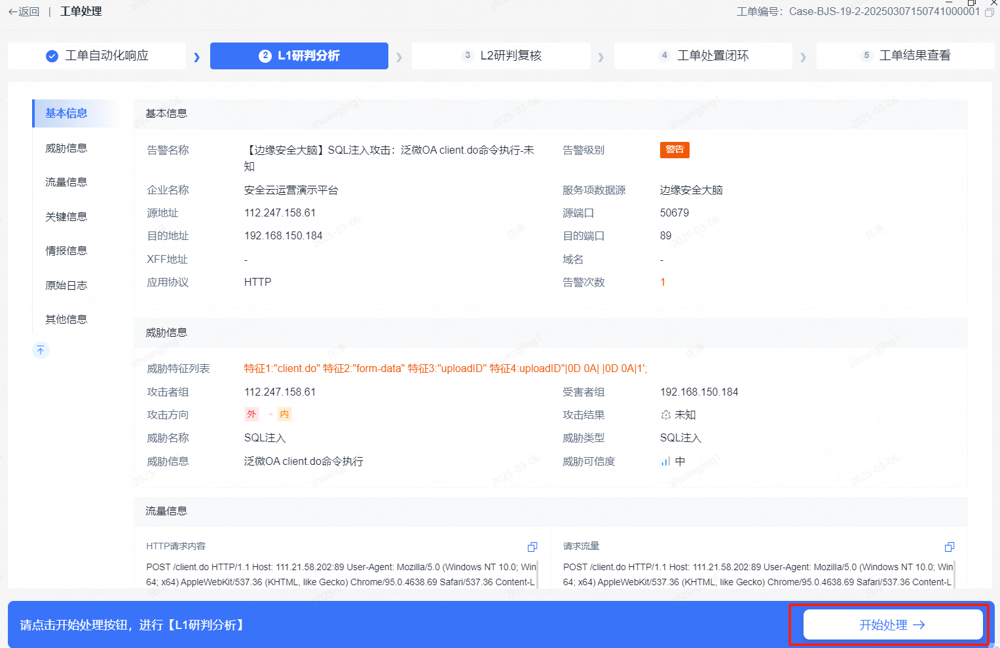 ←返回 | 工单处理
工单编号：Case-BJS-19-2-20250307150741000001
工单自动化响应
2 L1研判分析
3 L2研判复核
4 工单处置闭环
5 工单结果查看
基本信息
威胁信息
流量信息
关键信息
情报信息
原始日志
其他信息
基本信息
告警名称 【边缘安全大脑】SQL注入攻击：泛微OA client.do命令执行-未
知
告警级别 警告
企业名称 安全云运营演示平台
服务项数据源 边缘安全大脑
源地址 112.247.158.61
源端口 50679
目的地址 192.168.150.184
目的端口 89
XFF地址 -
域名 -
应用协议 HTTP
告警次数 1
威胁信息
威胁特征列表 特征1:"client.do" 特征2:"form-data" 特征3:"uploadID" 特征4:uploadID"|0D 0A| |0D 0A|1';
攻击者组 112.247.158.61
受害者组 192.168.150.184
攻击方向 外 → 内
攻击结果 未知
威胁名称 SQL注入
威胁类型 SQL注入
威胁信息 泛微OA client.do命令执行
威胁可信度 中
流量信息
HTTP请求内容
POST /client.do HTTP/1.1 Host: 111.21.58.202:89 User-Agent: Mozilla/5.0 (Windows NT 10.0; Win
64; x64) AppleWebKit/537.36 (KHTML, like Gecko) Chrome/95.0.4638.69 Safari/537.36 Content-L
请求流量
POST /client.do HTTP/1.1 Host: 111.21.58.202:89 User-Agent: Mozilla/5.0 (Windows NT 10.0; Win
64; x64) AppleWebKit/537.36 (KHTML, like Gecko) Chrome/95.0.4638.69 Safari/537.36 Content-L
请点击开始处理按钮，进行【L1研判分析】
开始处理 →
zhuangjing1
2025-03-06
庄净